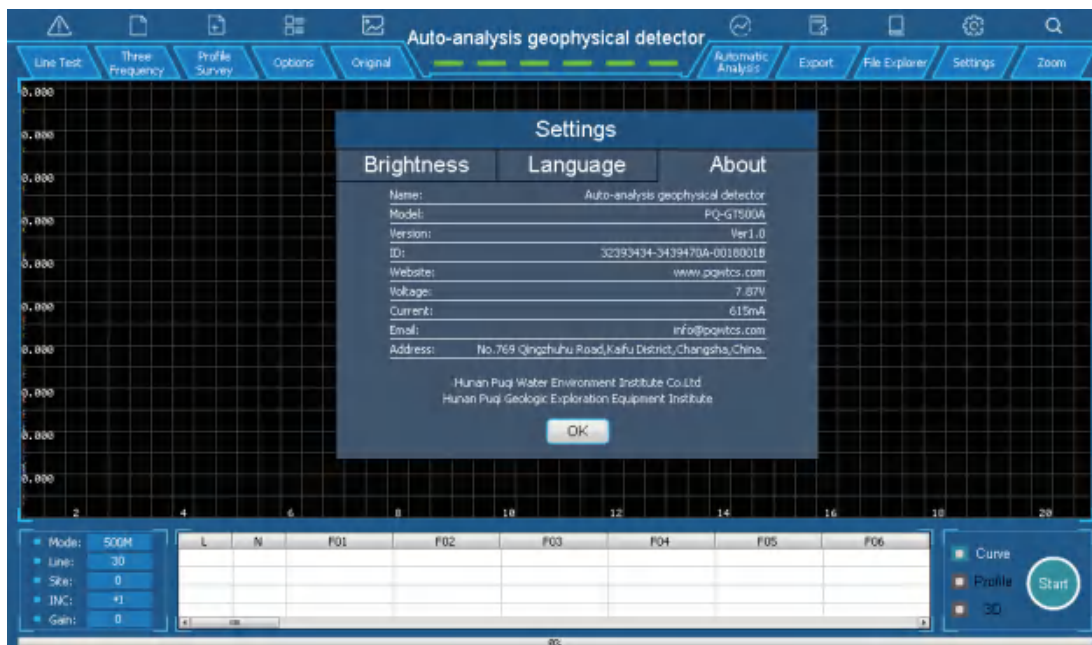 Auto-analysis geophysical detector
Line Test
Three
Frequency
Profile
Survey
Options
Original
Automatic
Analysis
Export
File Explorer
Settings
Zoom
0.000
0.000
0.000
0.000
0.000
0.000
0.000
0.000
0.000
0.000
2 4 6 8 10 12 14 16 18 20
Settings
Brightness Language About
Name: Auto-analysis geophysical detector
Model: PQ-GT500A
Version: Ver1.0
ID: 32393434-3439470A-0018001B
Website: www.pqwtcs.com
Voltage: 7.87V
Current: 615mA
Email: info@pqwtcs.com
Address: No.769 Qingzhuhu Road,Kaifu District,Changsha,China.
Hunan Puqi Water Environment Institute Co.Ltd
Hunan Puqi Geologic Exploration Equipment Institute
OK
Mode: 500M
Line: 30
Site: 0
INC: +1
Gain: 0
L N F01 F02 F03 F04 F05 F06
Curve
Profile
3D
Start
0%